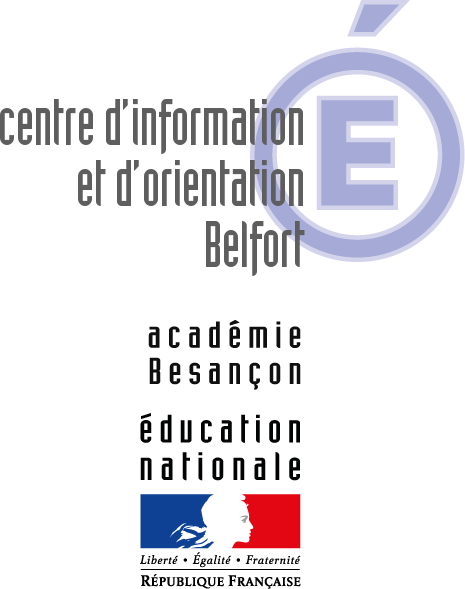 É
centre d'information
et d'orientation
Belfort
académie
Besançon
éducation
nationale
Liberté • Égalité • Fraternité
RÉPUBLIQUE FRANÇAISE